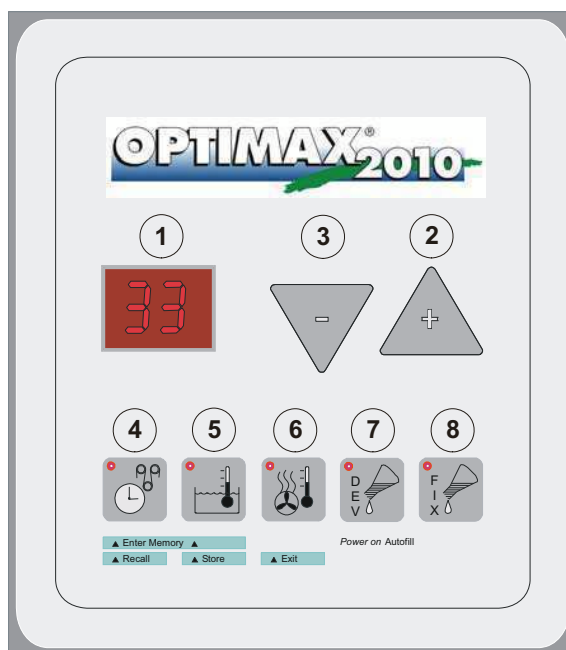 OPTIMAX® 2010
1 3 2
33 - +
4 5 6 7 8
DEV FIX
▲ Enter Memory ▲
Power on Autofill
▲ Recall ▲ Store ▲ Exit